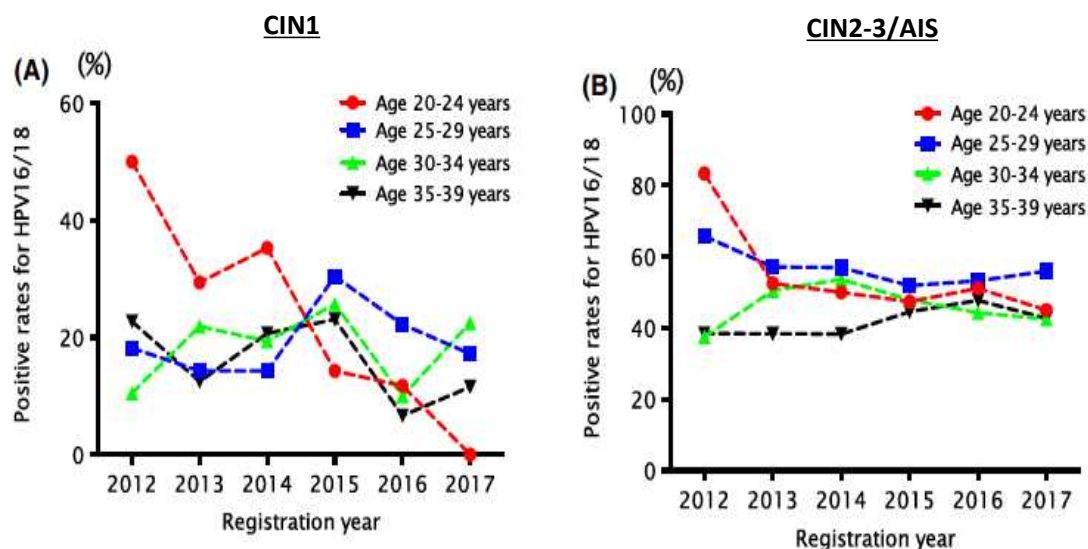 CIN1
(A) (%)
Positive rates for HPV16/18
60
40
20
0
Age 20-24 years
Age 25-29 years
Age 30-34 years
Age 35-39 years
2012 2013 2014 2015 2016 2017
Registration year
CIN2-3/AIS
(B) (%)
Positive rates for HPV16/18
100
80
60
40
20
0
Age 20-24 years
Age 25-29 years
Age 30-34 years
Age 35-39 years
2012 2013 2014 2015 2016 2017
Registration year